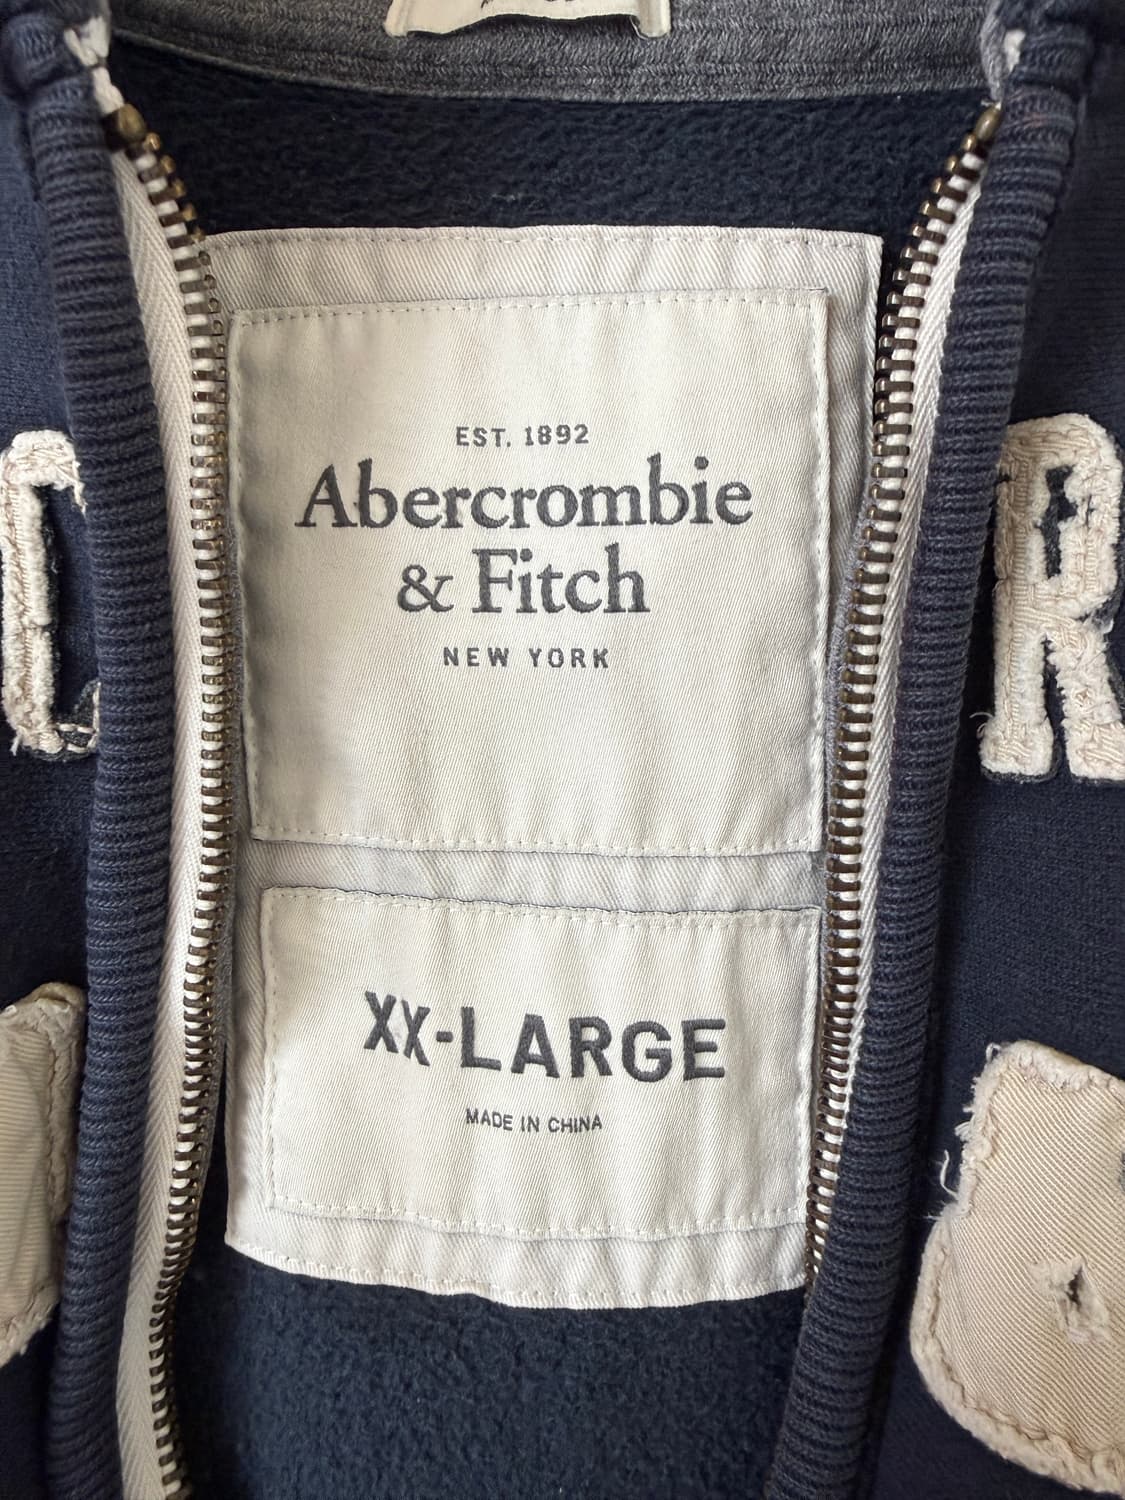 EST. 1892
Abercrombie
& Fitch
NEW YORK
R
XX-LARGE
MADE IN CHINA